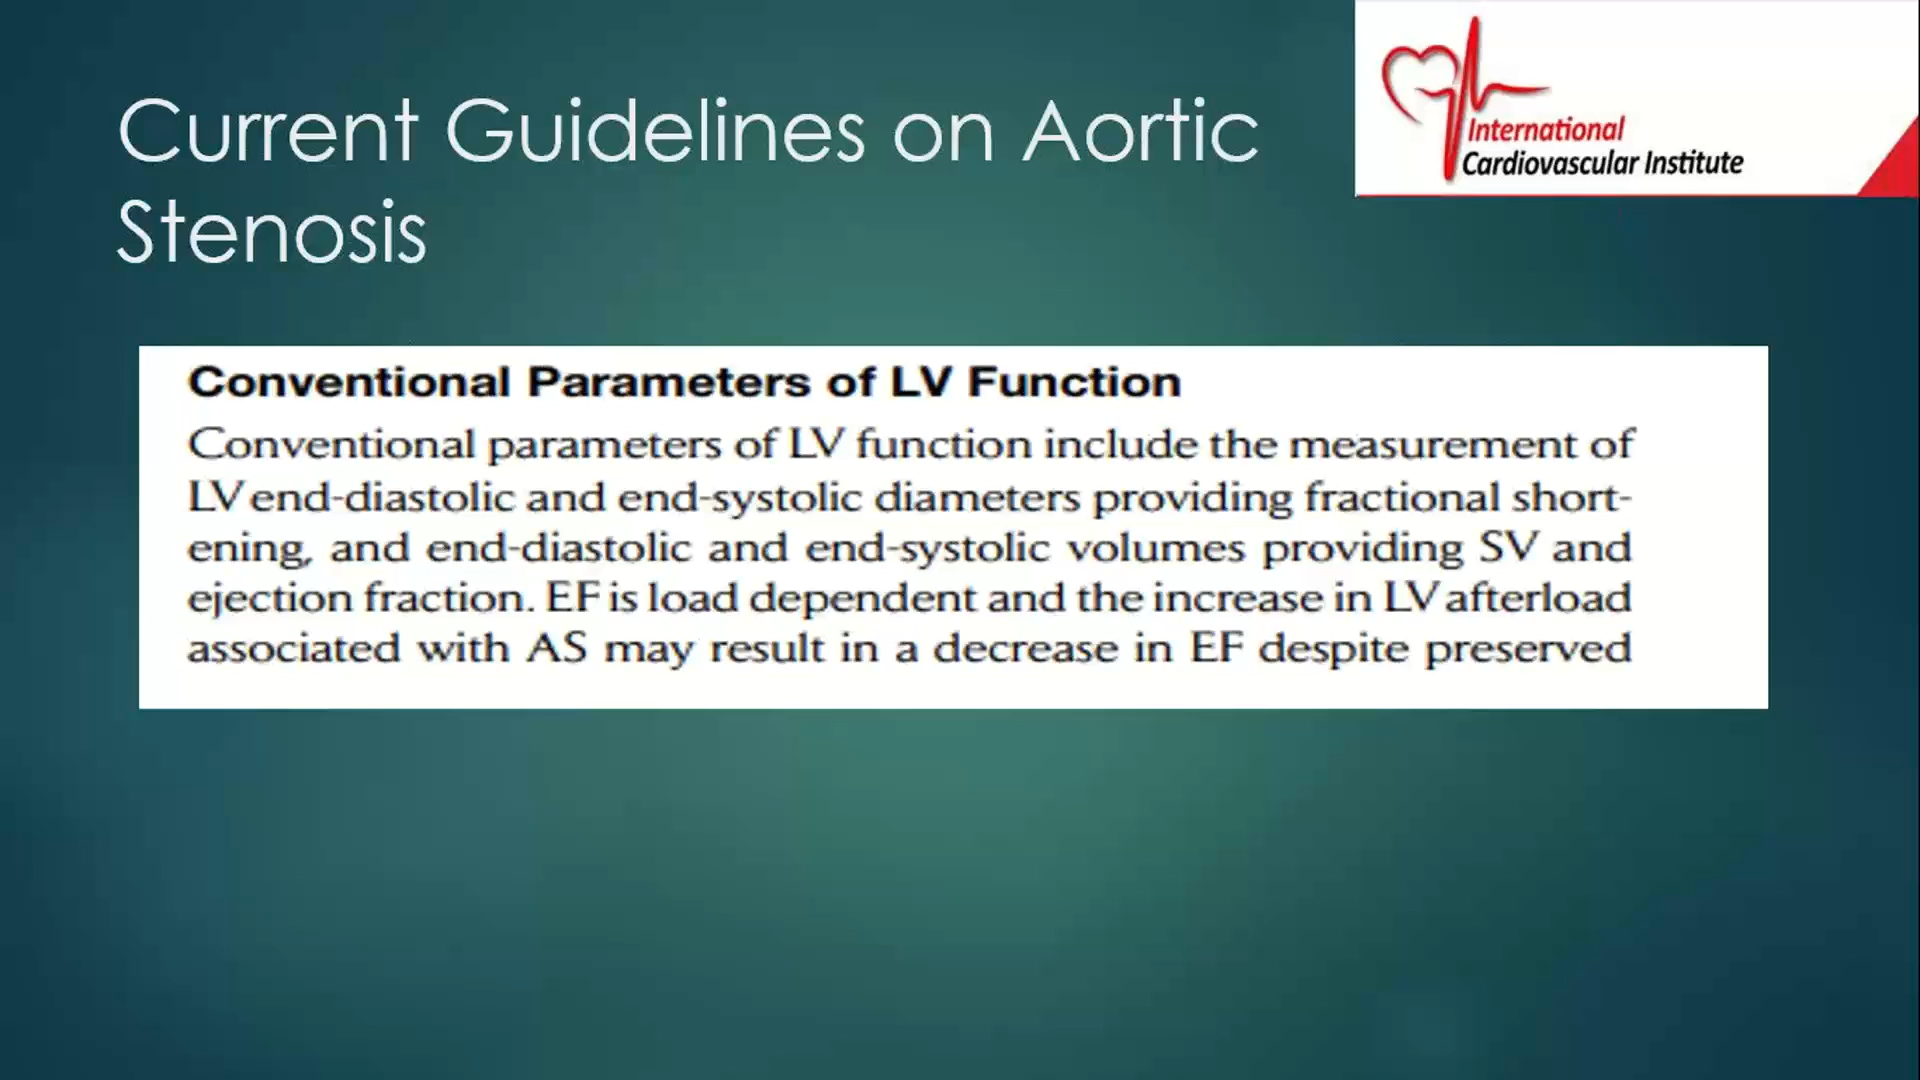 Current Guidelines on Aortic
Stenosis
International
Cardiovascular Institute
Conventional Parameters of LV Function
Conventional parameters of LV function include the measurement of
LV end-diastolic and end-systolic diameters providing fractional short-
ening, and end-diastolic and end-systolic volumes providing SV and
ejection fraction. EF is load dependent and the increase in LV afterload
associated with AS may result in a decrease in EF despite preserved